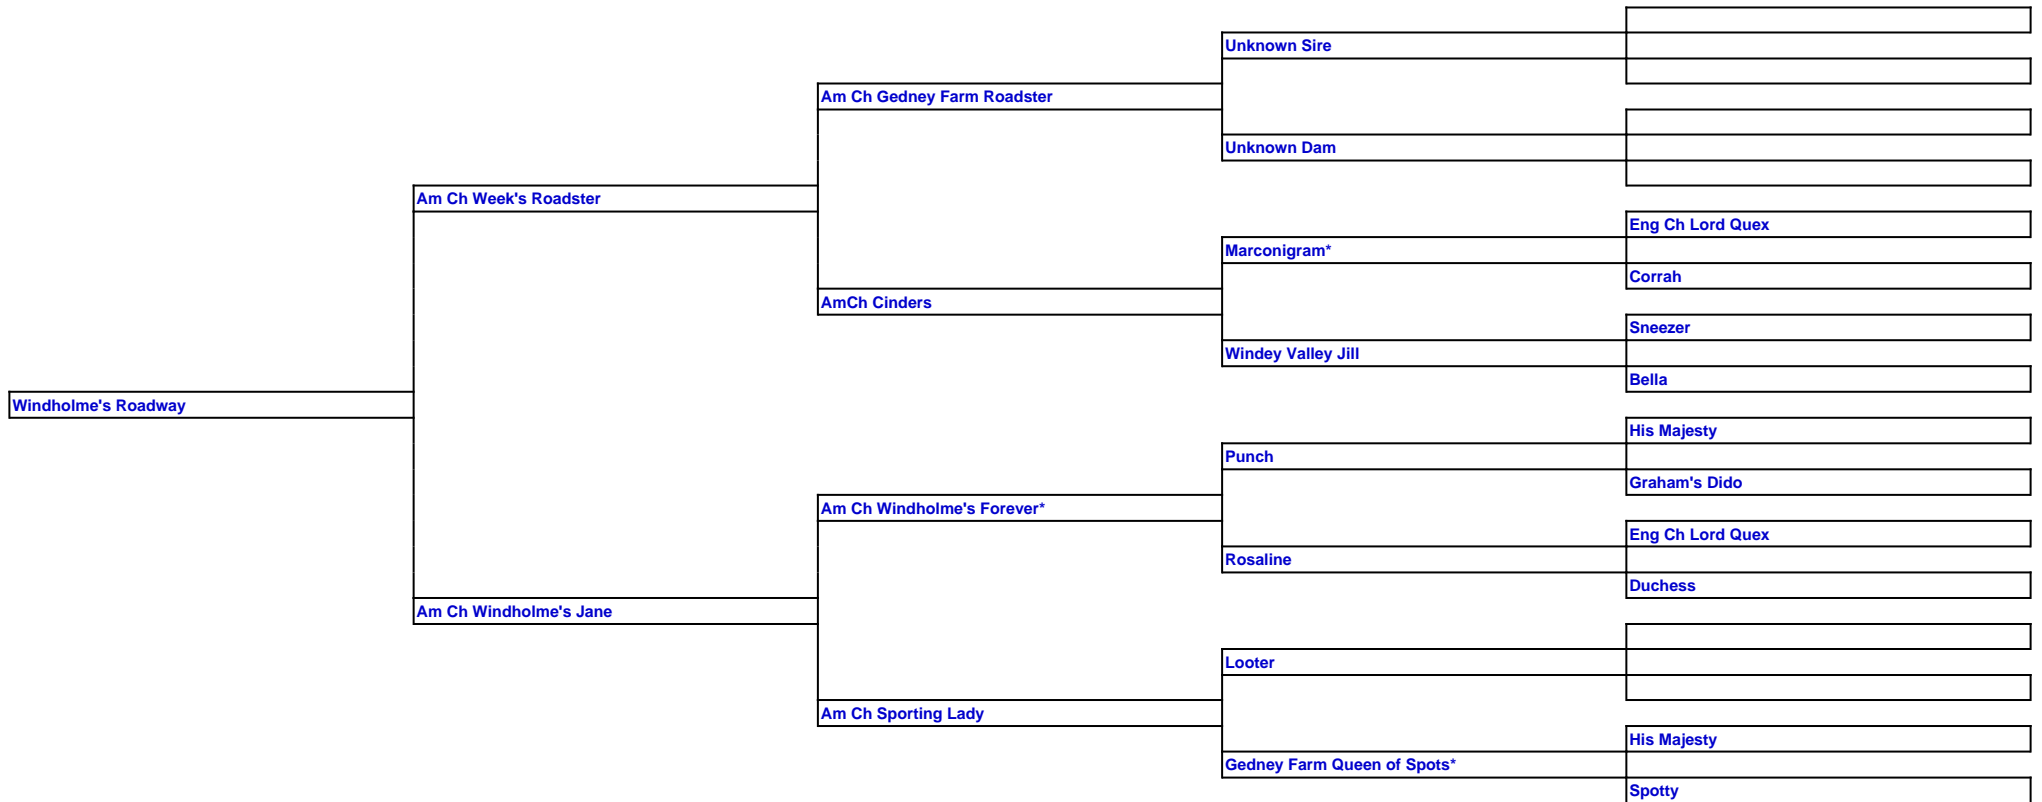 Unknown Sire
Am Ch Gedney Farm Roadster
Unknown Dam
Am Ch Week's Roadster
Eng Ch Lord Quex
Marconigram*
Corrah
AmCh Cinders
Sneezer
Windey Valley Jill
Bella
Windholme's Roadway
His Majesty
Punch
Graham's Dido
Am Ch Windholme's Forever*
Eng Ch Lord Quex
Rosaline
Duchess
Am Ch Windholme's Jane
Looter
Am Ch Sporting Lady
His Majesty
Gedney Farm Queen of Spots*
Spotty